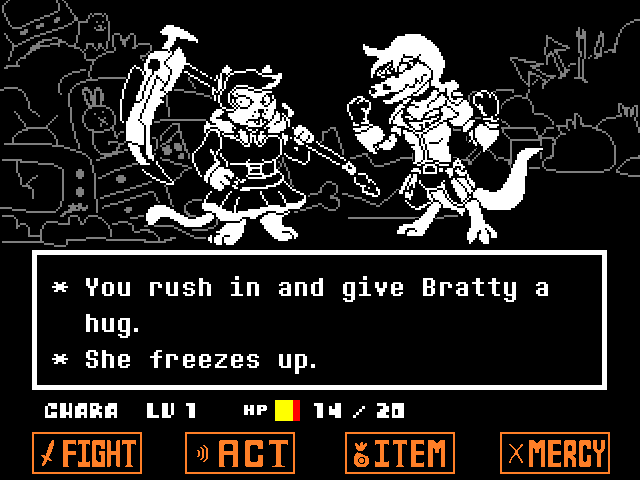 * You rush in and give Bratty a
hug.
* She freezes up.
CHARA LV 1 HP 14 / 20
FIGHT ACT ITEM MERCY